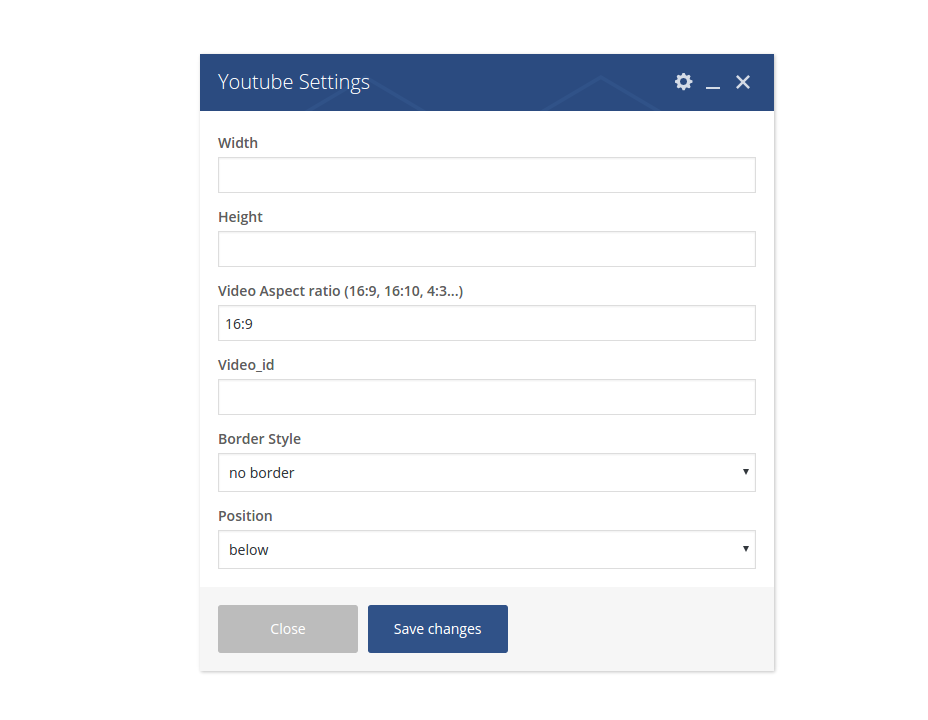 Youtube Settings
Width
Height
Video Aspect ratio (16:9, 16:10, 4:3...)
16:9
Video_id
Border Style
no border
Position
below
Close
Save changes